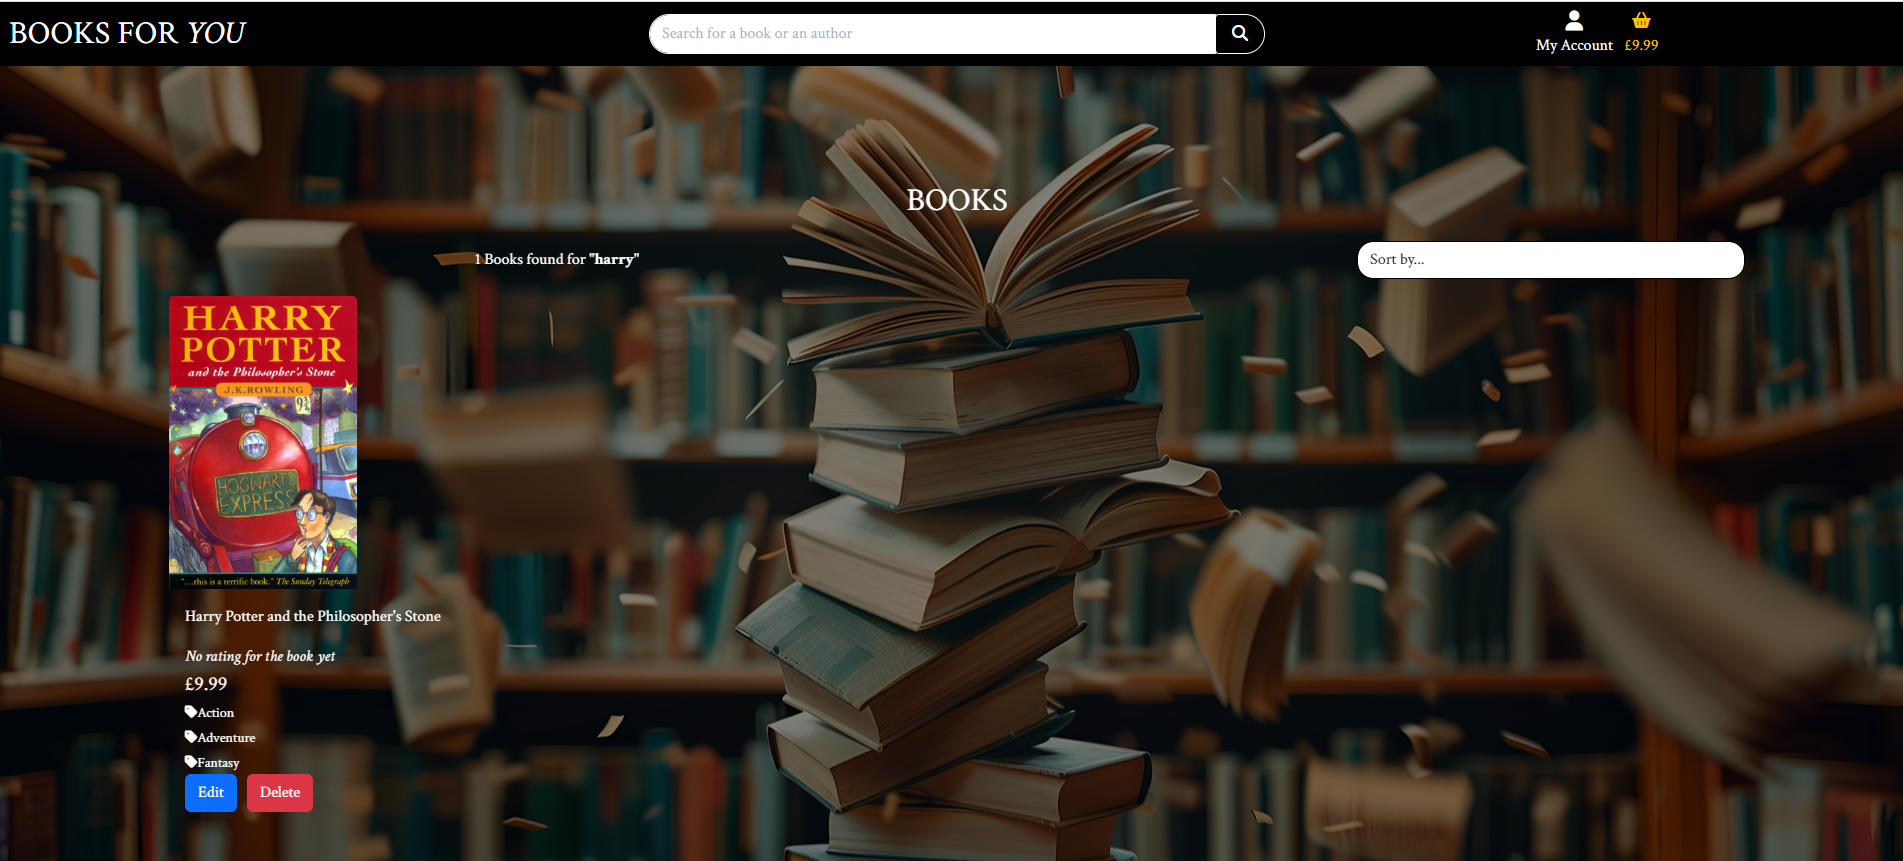 BOOKS FOR YOU
Search for a book or an author
My Account
£9.99
BOOKS
1 Books found for "harry"
Sort by...
HARRY
POTTER
and the Philosopher's Stone
J.K.ROWLING
9¾
HOGWARTS
EXPRESS
"...this is a terrific book." The Sunday Telegraph
Harry Potter and the Philosopher's Stone
No rating for the book yet
£9.99
Action
Adventure
Fantasy
Edit
Delete